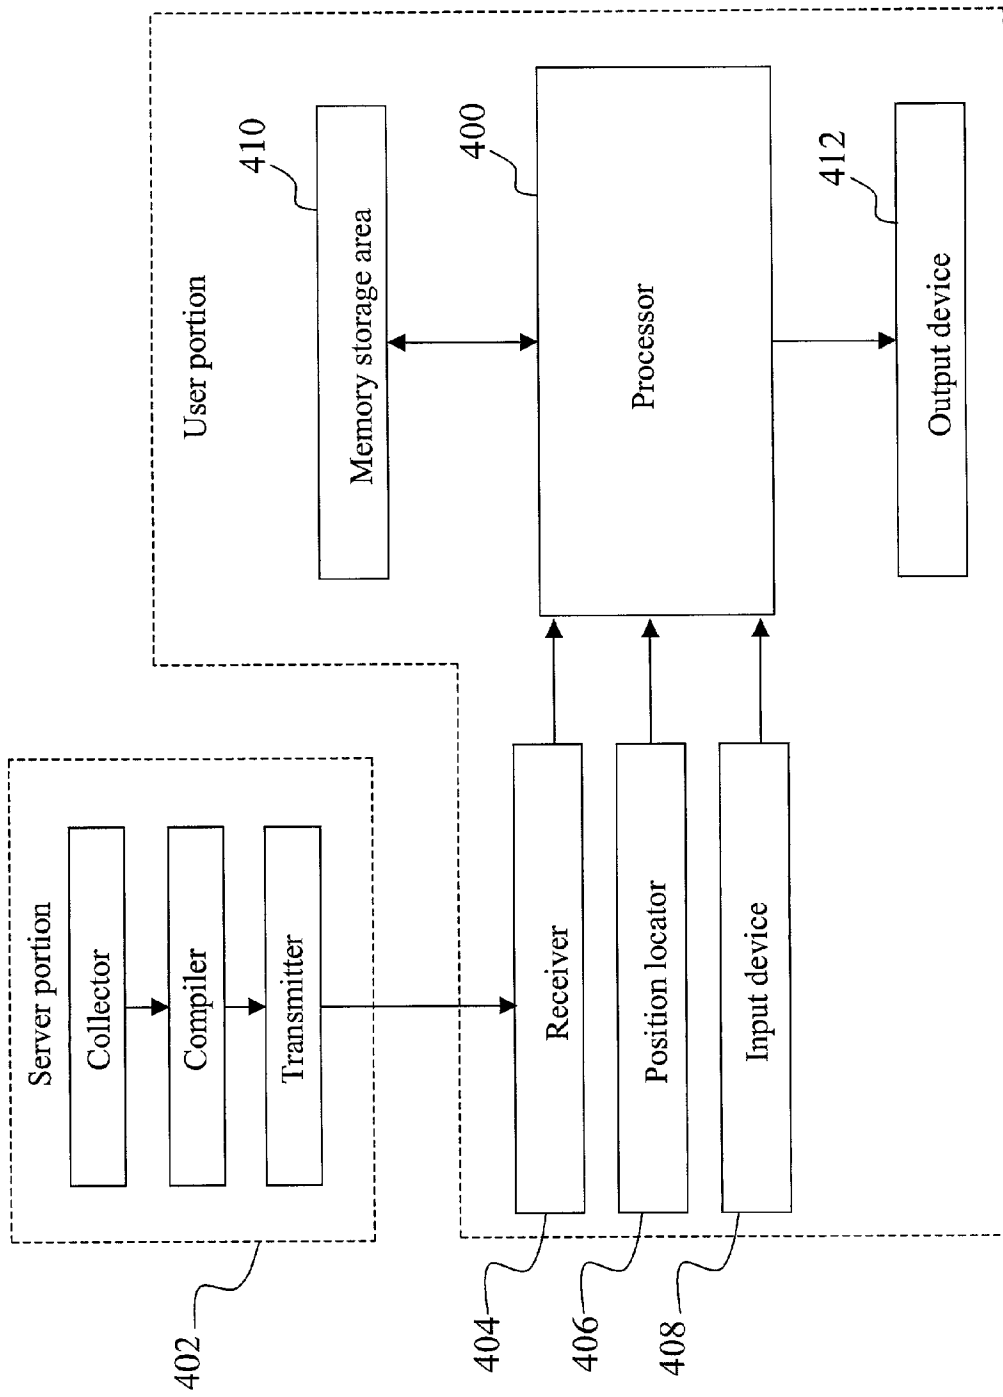 Server portion
Collector
Compiler
Transmitter
402
User portion
Memory storage area
410
Receiver
404
Position locator
406
Input device
408
Processor
400
Output device
412